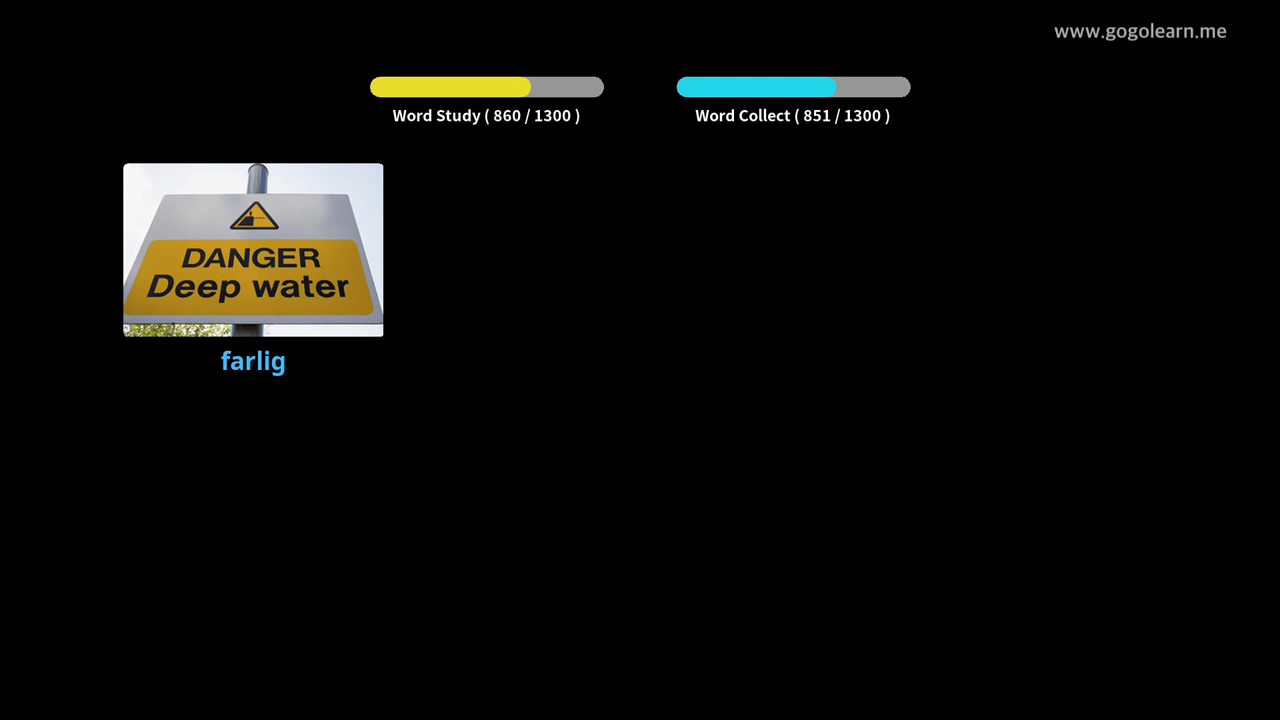 www.gogolearn.me
Word Study ( 860 / 1300 )
Word Collect ( 851 / 1300 )
DANGER
Deep water
farlig